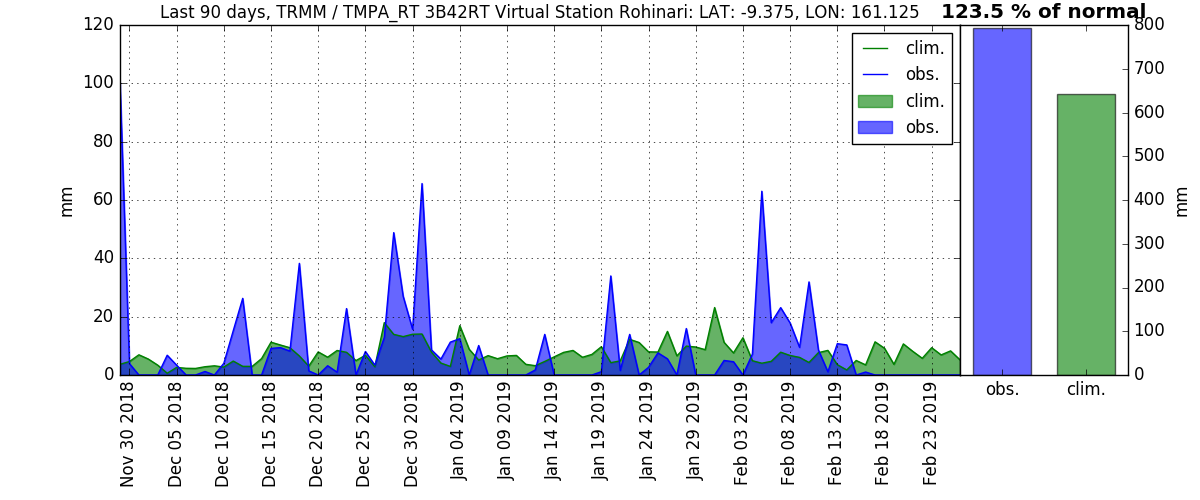 Last 90 days, TRMM / TMPA_RT 3B42RT Virtual Station Rohinari: LAT: -9.375, LON: 161.125
123.5 % of normal
120
100
80
60
40
20
0
mm
clim.
obs.
clim.
obs.
800
700
600
500
400
300
200
100
0
mm
Nov 30 2018
Dec 05 2018
Dec 10 2018
Dec 15 2018
Dec 20 2018
Dec 25 2018
Dec 30 2018
Jan 04 2019
Jan 09 2019
Jan 14 2019
Jan 19 2019
Jan 24 2019
Jan 29 2019
Feb 03 2019
Feb 08 2019
Feb 13 2019
Feb 18 2019
Feb 23 2019
obs.
clim.